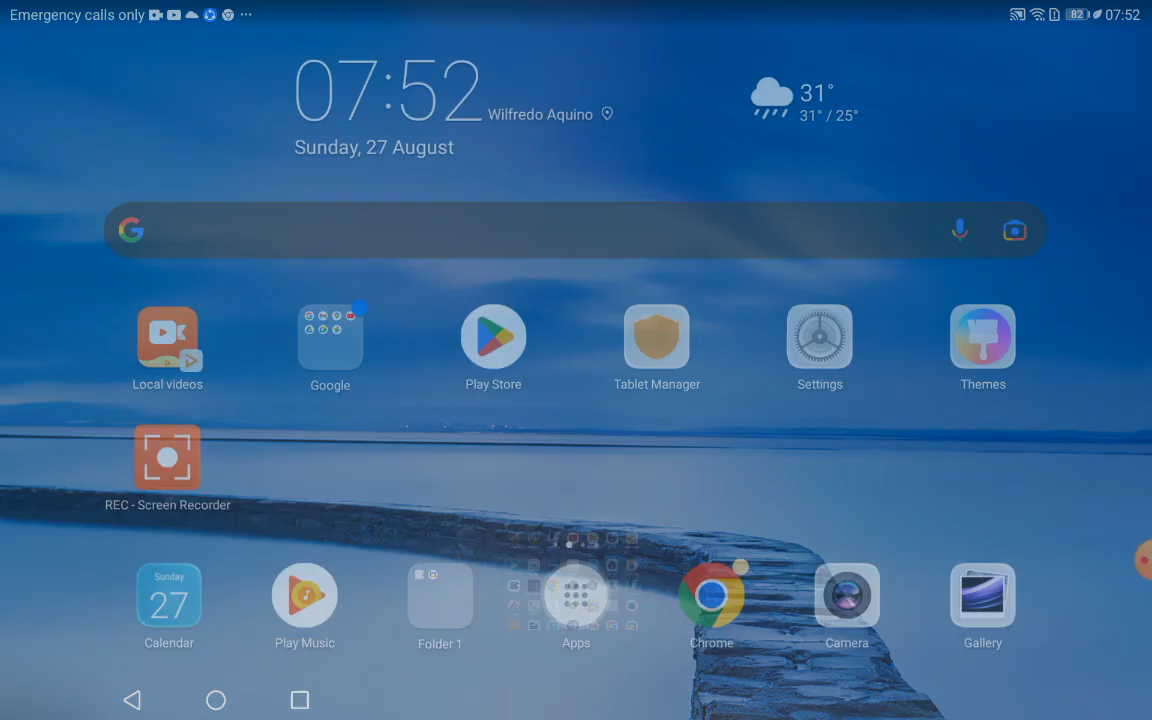 Emergency calls only ...
82 07:52
07:52
Wilfredo Aquino
Sunday, 27 August
31°
31° / 25°
Local videos
Google
Play Store
Tablet Manager
Settings
Themes
REC - Screen Recorder
Sunday
27
Calendar
Play Music
Folder 1
Apps
Chrome
Camera
Gallery